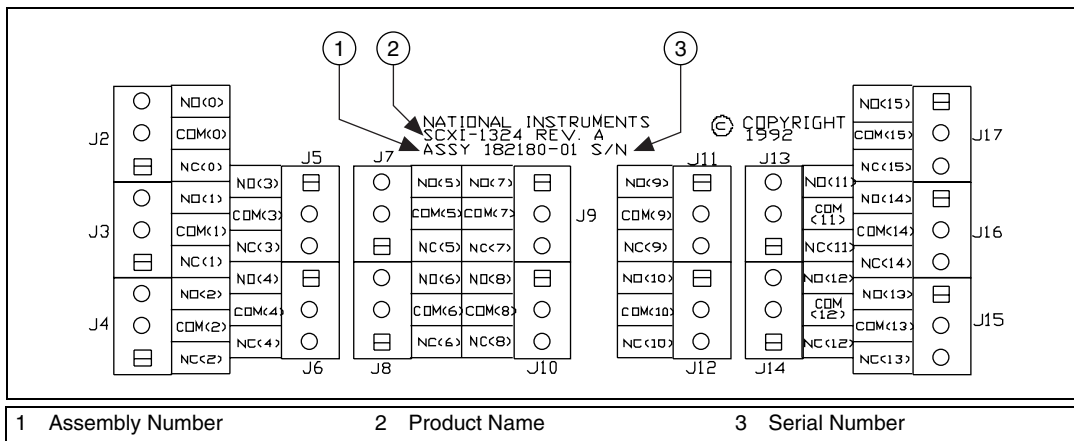 1 2 3
NATIONAL INSTRUMENTS
SCXI-1324 REV. A
ASSY 182180-01 S/N
© COPYRIGHT
1992
J2
NO(0)
COM(0)
NC(0)
J3
NO(1)
COM(1)
NC(1)
J4
NO(2)
COM(2)
NC(2)
J5
NO(3)
COM(3)
NC(3)
NO(4)
COM(4)
NC(4)
J6
J7
NO(5)
COM(5)
NC(5)
NO(6)
COM(6)
NC(6)
J8
NO(7)
COM(7)
NC(7)
J9
NO(8)
COM(8)
NC(8)
J10
J11
NO(9)
COM(9)
NC(9)
NO(10)
COM(10)
NC(10)
J12
J13
NO(11)
COM
(11)
NC(11)
NO(12)
COM
(12)
NC(12)
J14
NO(15)
COM(15)
NC(15)
J17
NO(14)
COM(14)
NC(14)
J16
NO(13)
COM(13)
NC(13)
J15
1 Assembly Number 2 Product Name 3 Serial Number